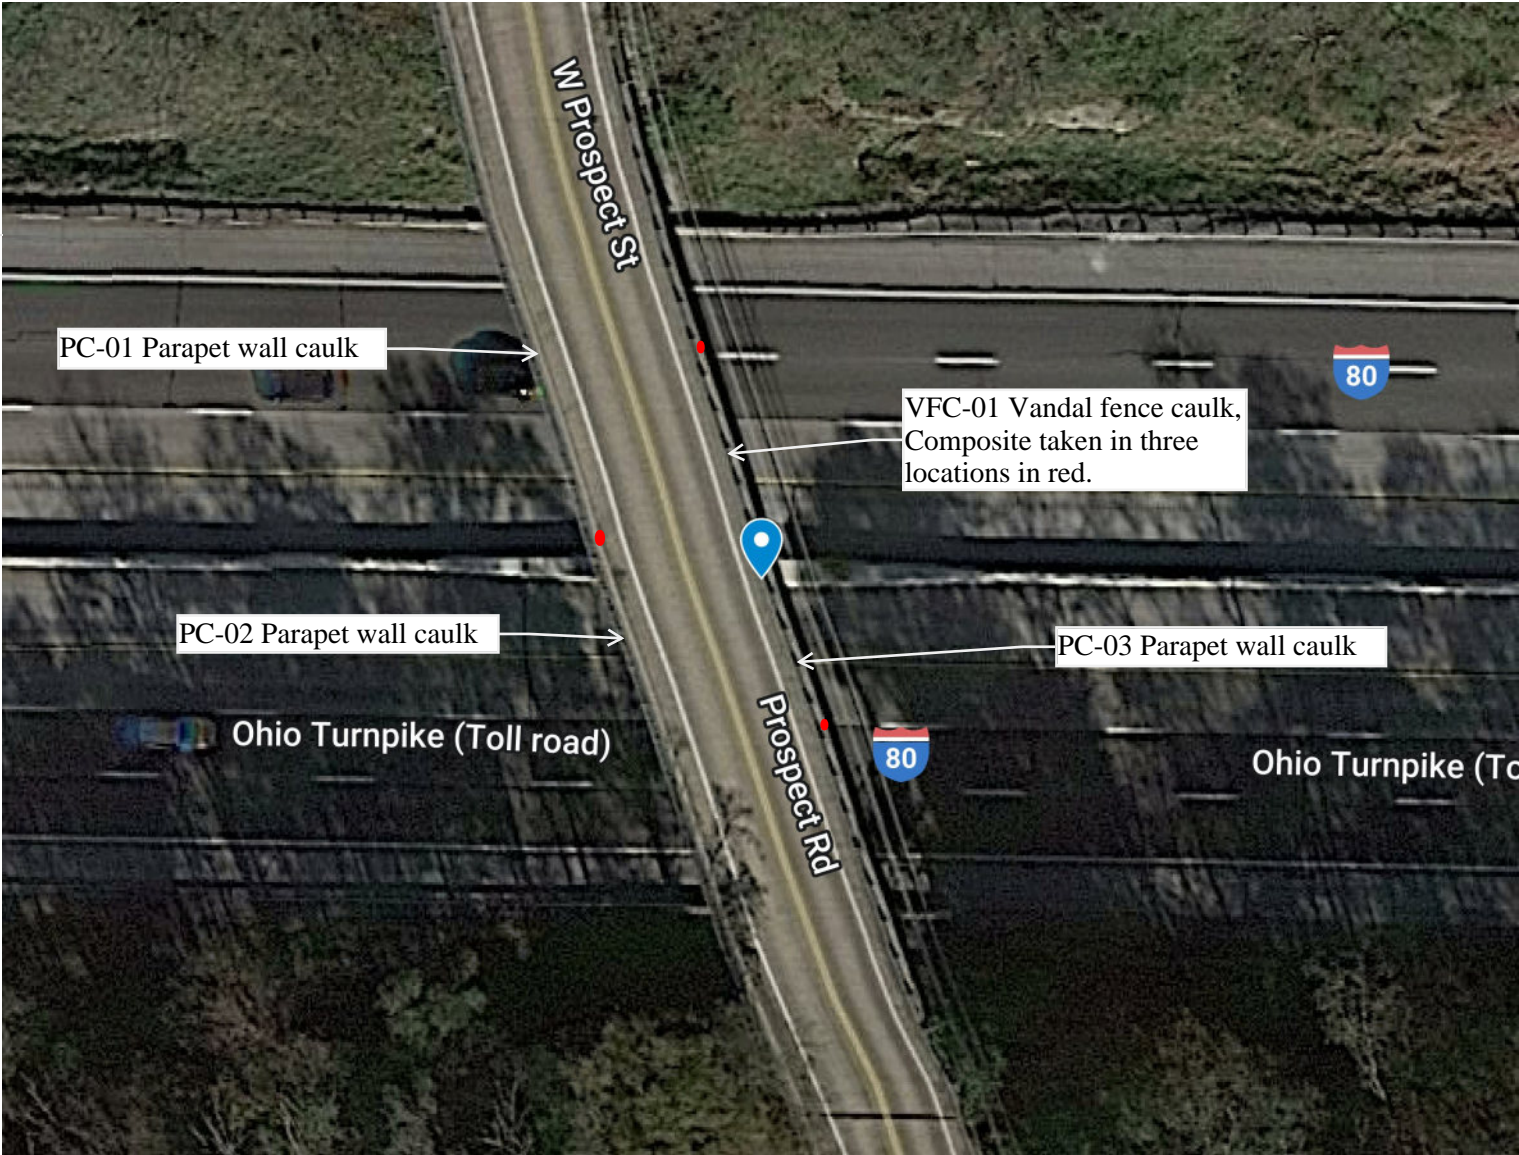 W Prospect St
PC-01 Parapet wall caulk
80
VFC-01 Vandal fence caulk,
Composite taken in three
locations in red.
PC-02 Parapet wall caulk
PC-03 Parapet wall caulk
Ohio Turnpike (Toll road)
Prospect Rd
80
Ohio Turnpike (To